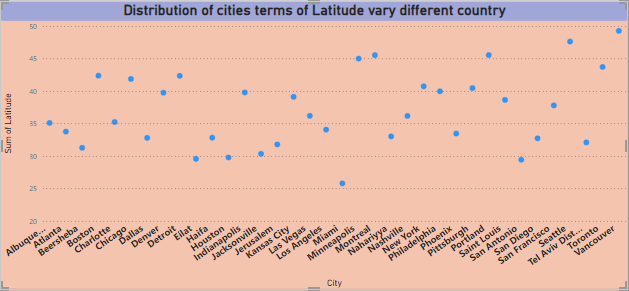 Distribution of cities terms of Latitude vary different country
Sum of Latitude
50
45
40
35
30
25
20
Albuque...
Atlanta
Beersheba
Boston
Charlotte
Chicago
Dallas
Denver
Detroit
Eilat
Haifa
Houston
Indianapolis
Jacksonville
Jerusalem
Kansas City
Las Vegas
Los Angeles
Miami
Minneapolis
Montreal
Nahariyya
Nashville
New York
Philadelphia
Phoenix
Pittsburgh
Portland
Saint Louis
San Antonio
San Diego
San Francisco
Seattle
Tel Aviv Dist...
Toronto
Vancouver
City